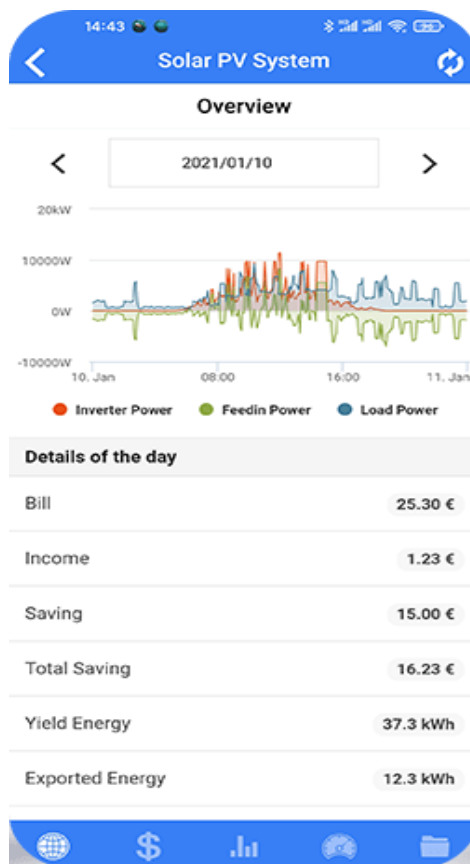 14:43
Solar PV System
Overview
2021/01/10
20kW
10000W
0W
-10000W
10. Jan 08:00 16:00 11. Jan
Inverter Power Feedin Power Load Power
Details of the day
Bill 25.30 €
Income 1.23 €
Saving 15.00 €
Total Saving 16.23 €
Yield Energy 37.3 kWh
Exported Energy 12.3 kWh